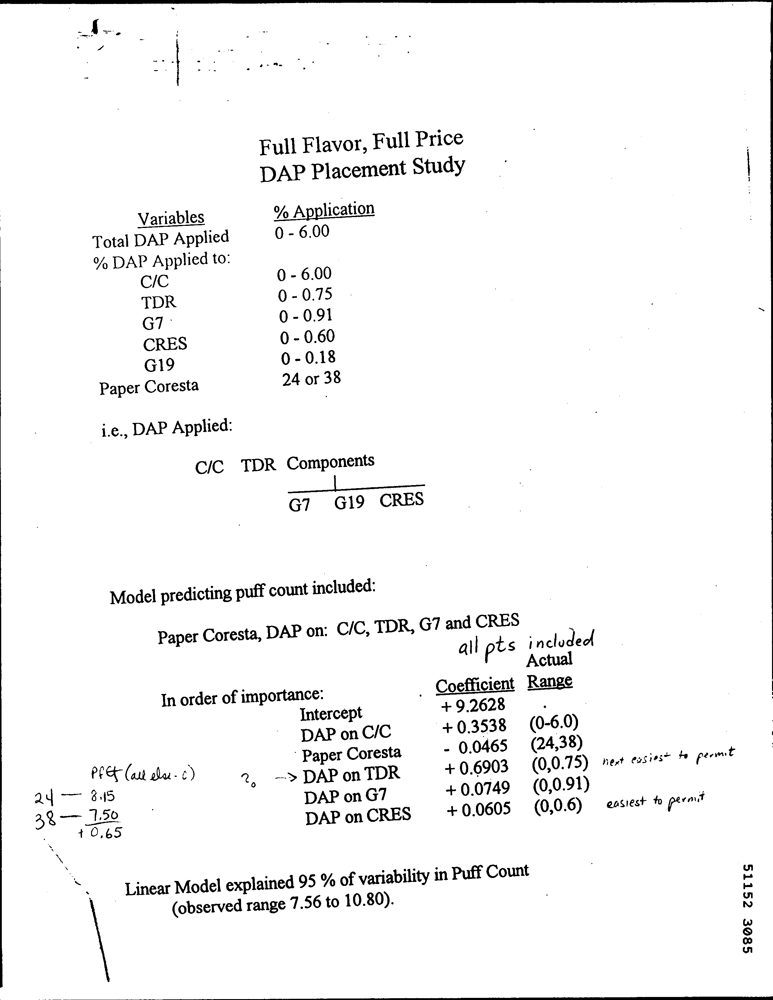 Full Flavor, Full Price
DAP Placement Study
Variables % Application
Total DAP Applied 0 - 6.00
% DAP Applied to:
C/C 0 - 6.00
TDR 0 - 0.75
G7 0 - 0.91
CRES 0 - 0.60
G19 0 - 0.18
Paper Coresta 24 or 38
i.e., DAP Applied:
C/C TDR Components
G7 G19 CRES
Model predicting puff count included:
Paper Coresta, DAP on: C/C, TDR, G7 and CRES
all pts included
Actual
In order of importance: Coefficient Range
Intercept + 9.2628
DAP on C/C + 0.3538 (0-6.0)
Paper Coresta - 0.0465 (24,38)
Pfct (all else - c) ?. -> DAP on TDR + 0.6903 (0,0.75) next easiest to permit
24 — 8.15 DAP on G7 + 0.0749 (0,0.91)
38 — 7.50 DAP on CRES + 0.0605 (0,0.6) easiest to permit
+ 0.65
Linear Model explained 95 % of variability in Puff Count
(observed range 7.56 to 10.80).
51152 3085